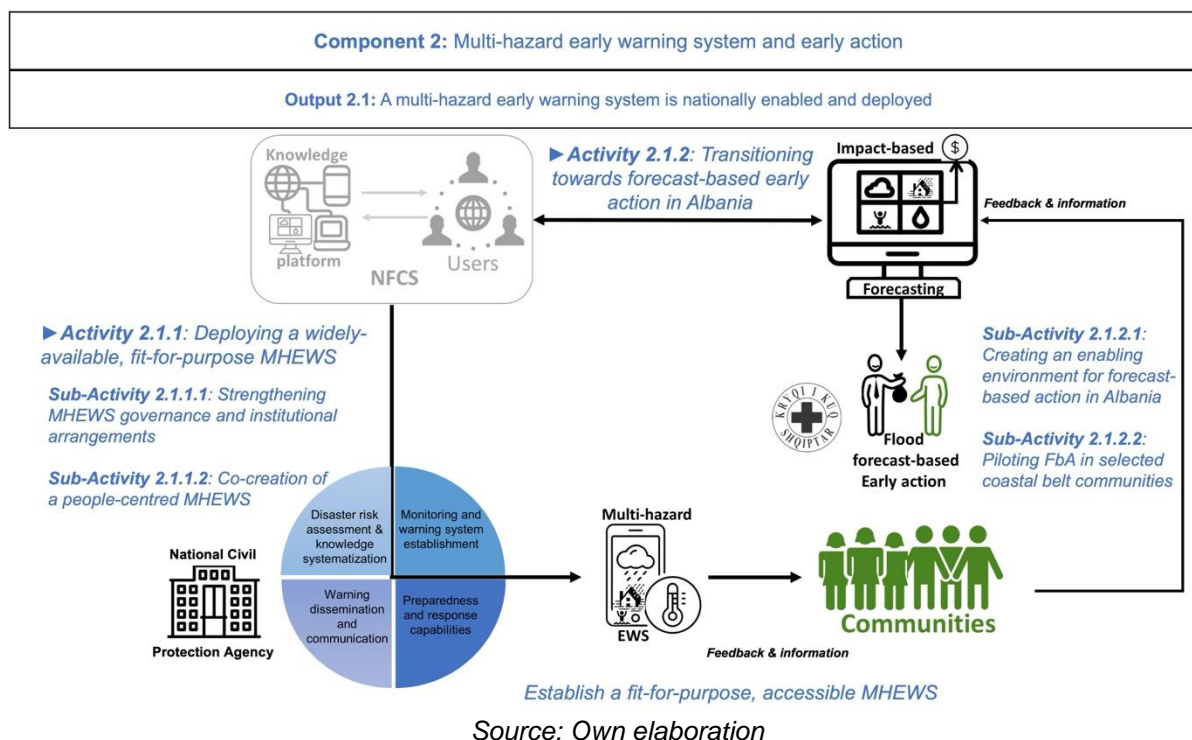 Component 2: Multi-hazard early warning system and early action
Output 2.1: A multi-hazard early warning system is nationally enabled and deployed
Knowledge
platform
Users
NFCS
►Activity 2.1.2: Transitioning
towards forecast-based early
action in Albania
Impact-based
$
Forecasting
Feedback & information
►Activity 2.1.1: Deploying a widely-
available, fit-for-purpose MHEWS
Sub-Activity 2.1.1.1: Strengthening
MHEWS governance and institutional
arrangements
Sub-Activity 2.1.1.2: Co-creation of
a people-centred MHEWS
KRYQI I KUQ
SHQIPTAR
Flood
forecast-based
Early action
Sub-Activity 2.1.2.1:
Creating an enabling
environment for forecast-
based action in Albania
Sub-Activity 2.1.2.2:
Piloting FbA in selected
coastal belt communities
National Civil
Protection Agency
Disaster risk
assessment &
knowledge
systematization
Monitoring and
warning system
establishment
Warning
dissemination
and
communication
Preparedness
and response
capabilities
Multi-hazard
EWS
Communities
Feedback & information
Establish a fit-for-purpose, accessible MHEWS
Source: Own elaboration